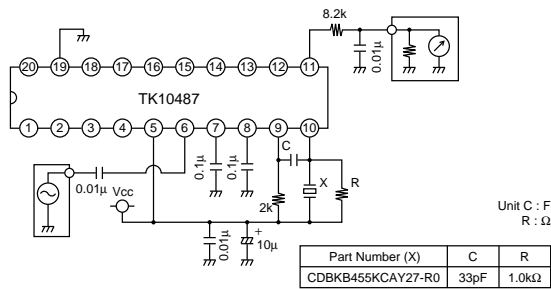 8.2k
0.01μ
20 19 18 17 16 15 14 13 12 11
TK10487
1 2 3 4 5 6 7 8 9 10
0.01μ
Vcc
0.1μ
0.1μ
C
2k
X
R
0.01μ
+
10μ
Unit C : F
R : Ω
Part Number (X) C R
CDBKB455KCAY27-R0 33pF 1.0kΩ